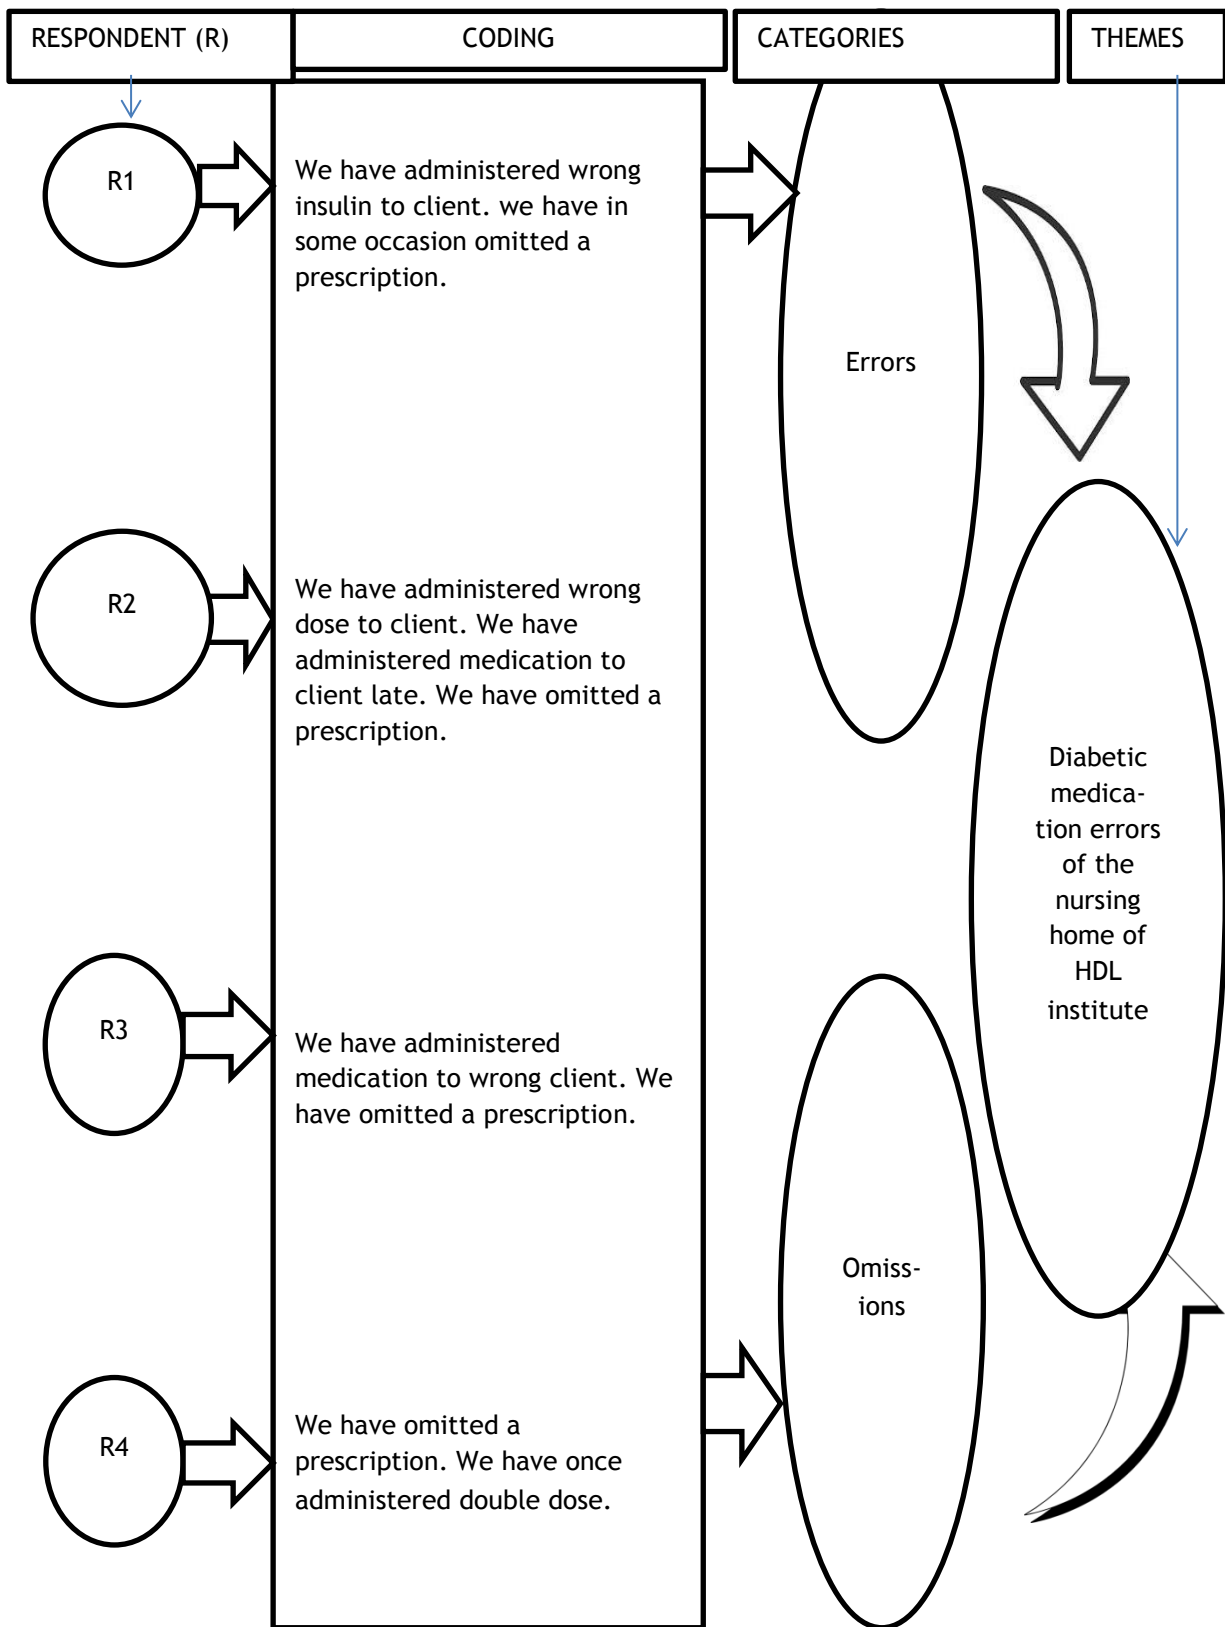 RESPONDENT (R)
CODING
CATEGORIES
THEMES
R1
We have administered wrong
insulin to client. we have in
some occasion omitted a
prescription.
Errors
R2
We have administered wrong
dose to client. We have
administered medication to
client late. We have omitted a
prescription.
Diabetic
medica-
tion errors
of the
nursing
home of
HDL
institute
R3
We have administered
medication to wrong client. We
have omitted a prescription.
Omiss-
ions
R4
We have omitted a
prescription. We have once
administered double dose.